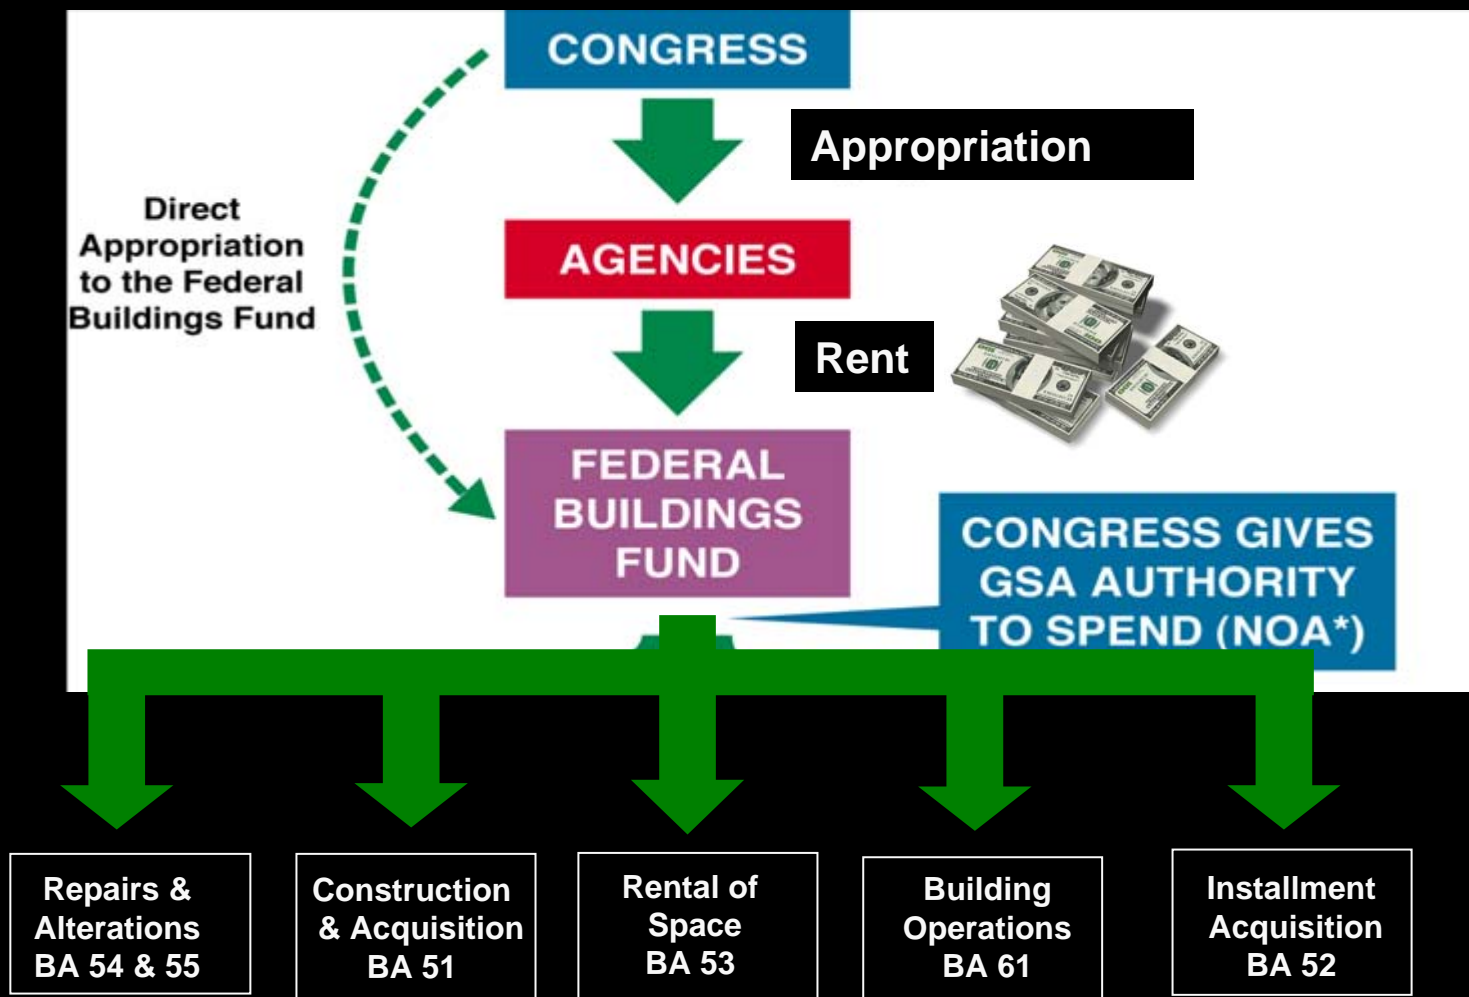 CONGRESS
Appropriation
Direct
Appropriation
to the Federal
Buildings Fund
AGENCIES
Rent
FEDERAL
BUILDINGS
FUND
CONGRESS GIVES
GSA AUTHORITY
TO SPEND (NOA*)
Repairs &
Alterations
BA 54 & 55
Construction
& Acquisition
BA 51
Rental of
Space
BA 53
Building
Operations
BA 61
Installment
Acquisition
BA 52